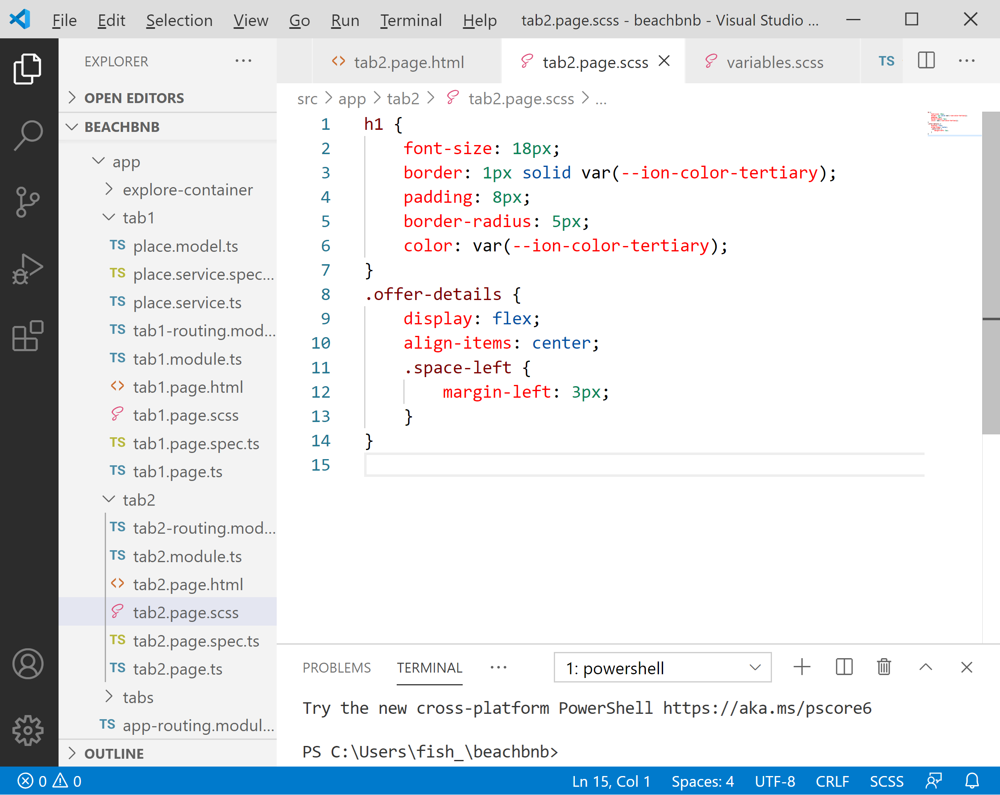 File Edit Selection View Go Run Terminal Help tab2.page.scss - beachbnb - Visual Studio ...
EXPLORER ...
OPEN EDITORS
BEACHBNB
app
explore-container
tab1
TS place.model.ts
TS place.service.spec...
TS place.service.ts
TS tab1-routing.mod...
TS tab1.module.ts
<> tab1.page.html
tab1.page.scss
TS tab1.page.spec.ts
TS tab1.page.ts
tab2
TS tab2-routing.mod...
TS tab2.module.ts
<> tab2.page.html
tab2.page.scss
TS tab2.page.spec.ts
TS tab2.page.ts
tabs
TS app-routing.modul...
OUTLINE
<> tab2.page.html tab2.page.scss variables.scss TS ...
src > app > tab2 > tab2.page.scss > ...
1 h1 {
2 font-size: 18px;
3 border: 1px solid var(--ion-color-tertiary);
4 padding: 8px;
5 border-radius: 5px;
6 color: var(--ion-color-tertiary);
7 }
8 .offer-details {
9 display: flex;
10 align-items: center;
11 .space-left {
12 margin-left: 3px;
13 }
14 }
15
PROBLEMS TERMINAL ... 1: powershell
Try the new cross-platform PowerShell https://aka.ms/pscore6
PS C:\Users\fish_\beachbnb>
0 0 Ln 15, Col 1 Spaces: 4 UTF-8 CRLF SCSS